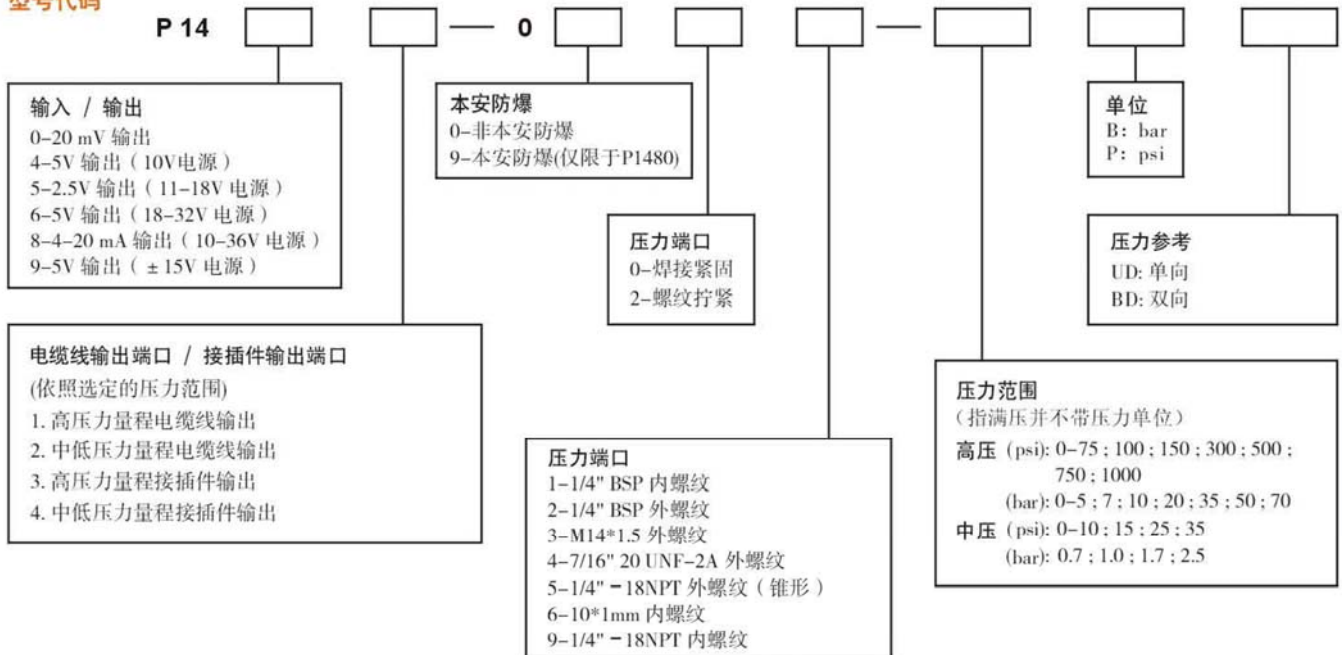 型号代码
P 14 — 0 —
输入 / 输出
0–20 mV 输出
4–5V 输出（10V电源）
5–2.5V 输出（11–18V 电源）
6–5V 输出（18–32V 电源）
8–4–20 mA 输出（10–36V 电源）
9–5V 输出（±15V 电源）
本安防爆
0–非本安防爆
9–本安防爆(仅限于P1480)
单位
B: bar
P: psi
压力端口
0–焊接紧固
2–螺纹拧紧
压力参考
UD: 单向
BD: 双向
电缆线输出端口 / 接插件输出端口
(依照选定的压力范围)
1. 高压力量程电缆线输出
2. 中低压力量程电缆线输出
3. 高压力量程接插件输出
4. 中低压力量程接插件输出
压力端口
1–1/4" BSP 内螺纹
2–1/4" BSP 外螺纹
3–M14*1.5 外螺纹
4–7/16" 20 UNF–2A 外螺纹
5–1/4" –18NPT 外螺纹（锥形）
6–10*1mm 内螺纹
9–1/4" –18NPT 内螺纹
压力范围
（指满压并不带压力单位）
高压 (psi): 0–75 ; 100 ; 150 ; 300 ; 500 ;
750 ; 1000
(bar): 0–5 ; 7 ; 10 ; 20 ; 35 ; 50 ; 70
中压 (psi): 0–10 ; 15 ; 25 ; 35
(bar): 0.7 ; 1.0 ; 1.7 ; 2.5